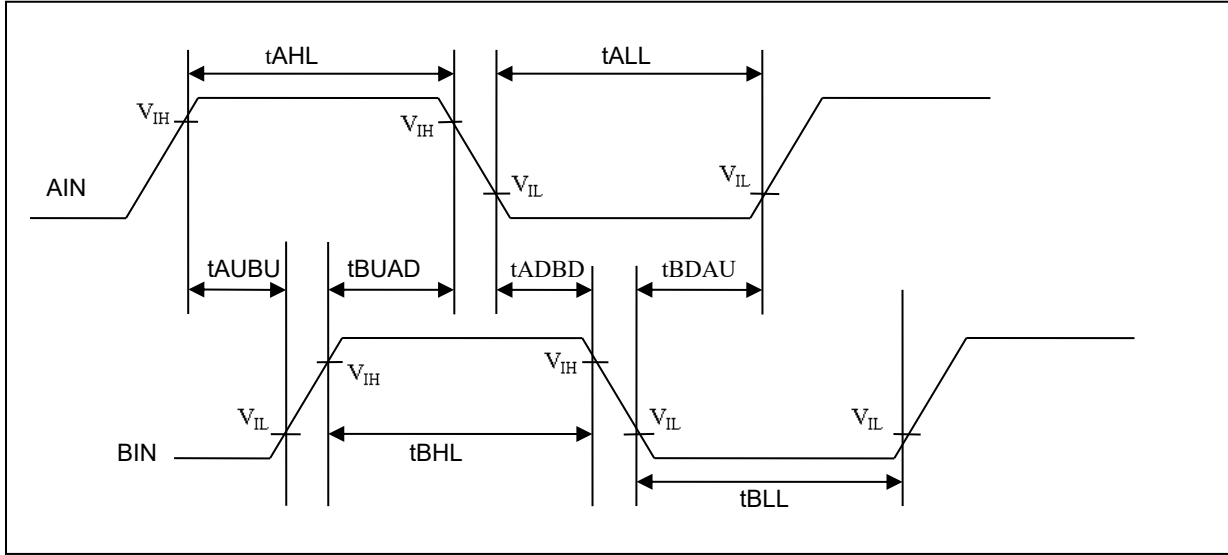 tAHL
tALL
VIH
VIH
AIN
VIL
VIL
tAUBU
tBUAD
tADBD
tBDAU
VIH
VIH
VIL
VIL
VIL
BIN
tBHL
tBLL